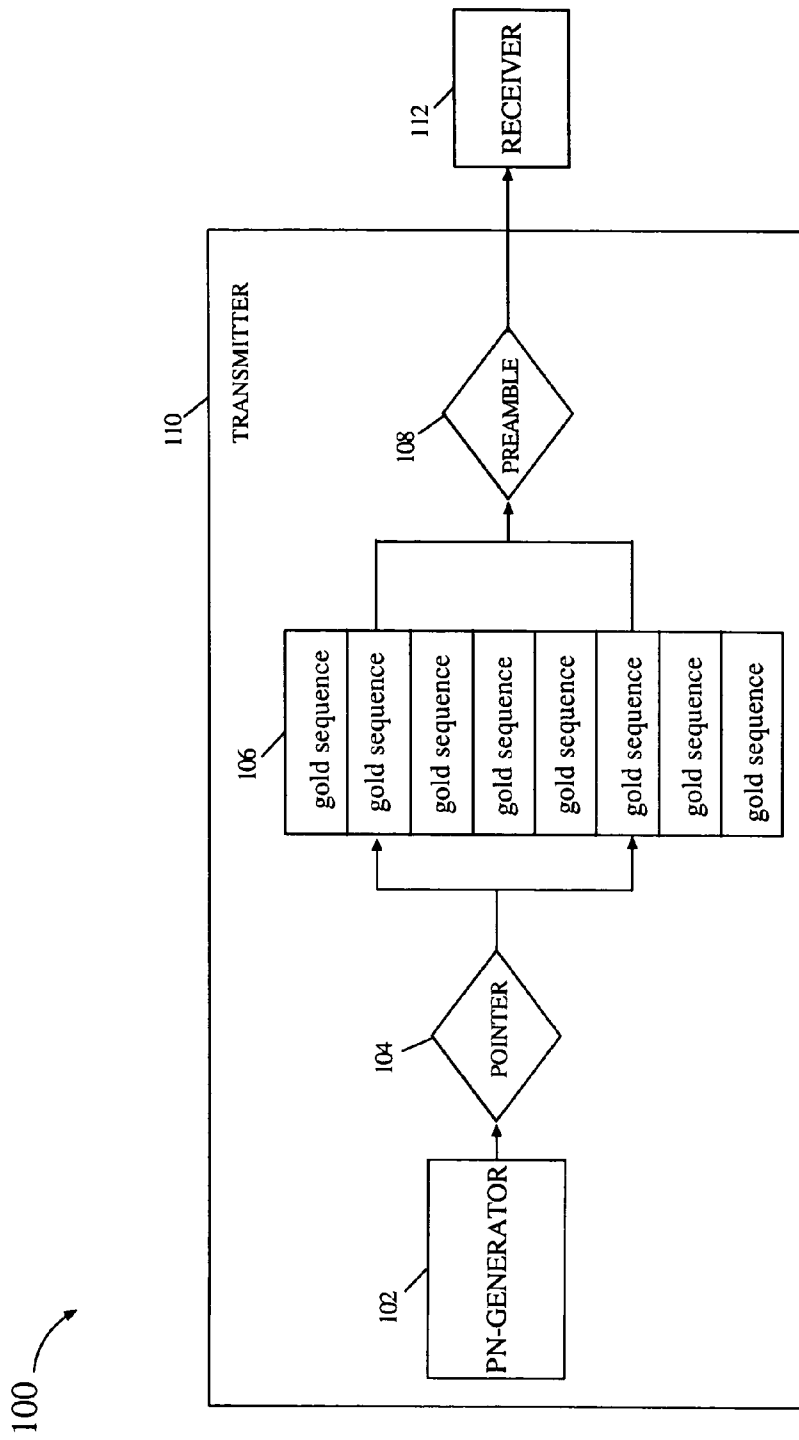 100
110
TRANSMITTER
102
PN-GENERATOR
104
POINTER
106
gold sequence
gold sequence
gold sequence
gold sequence
gold sequence
gold sequence
gold sequence
gold sequence
108
PREAMBLE
112
RECEIVER